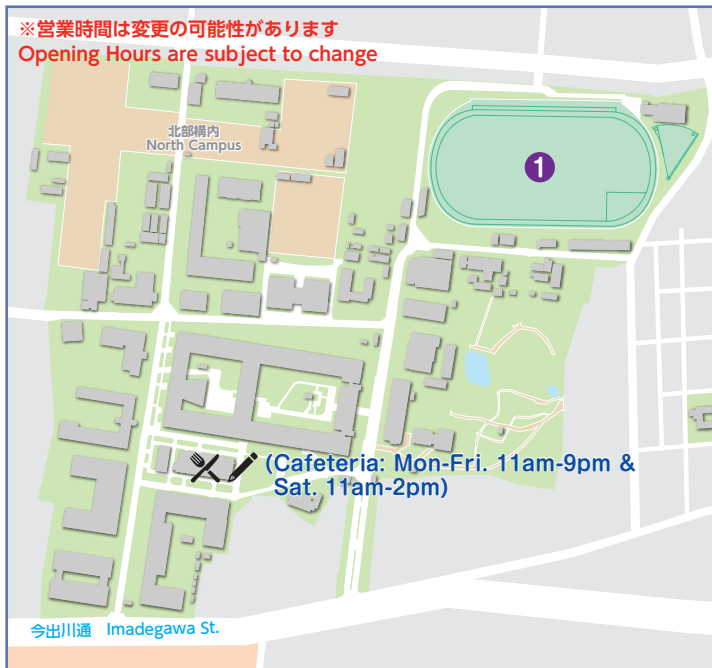 ※営業時間は変更の可能性があります
Opening Hours are subject to change
北部構内
North Campus
1
(Cafeteria: Mon-Fri. 11am-9pm &
Sat. 11am-2pm)
今出川通 Imadegawa St.